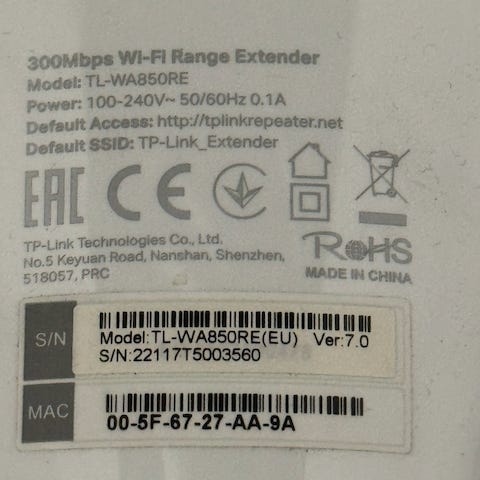 300Mbps Wi-Fi Range Extender
Model: TL-WA850RE
Power: 100-240V~ 50/60Hz 0.1A
Default Access: http://tplinkrepeater.net
Default SSID: TP-Link_Extender
EAC CE
TP-Link Technologies Co., Ltd.
No.5 Keyuan Road, Nanshan, Shenzhen,
518057, PRC
RoHS
MADE IN CHINA
S/N
Model:TL-WA850RE(EU) Ver:7.0
S/N:22117T5003560
MAC
00-5F-67-27-AA-9A